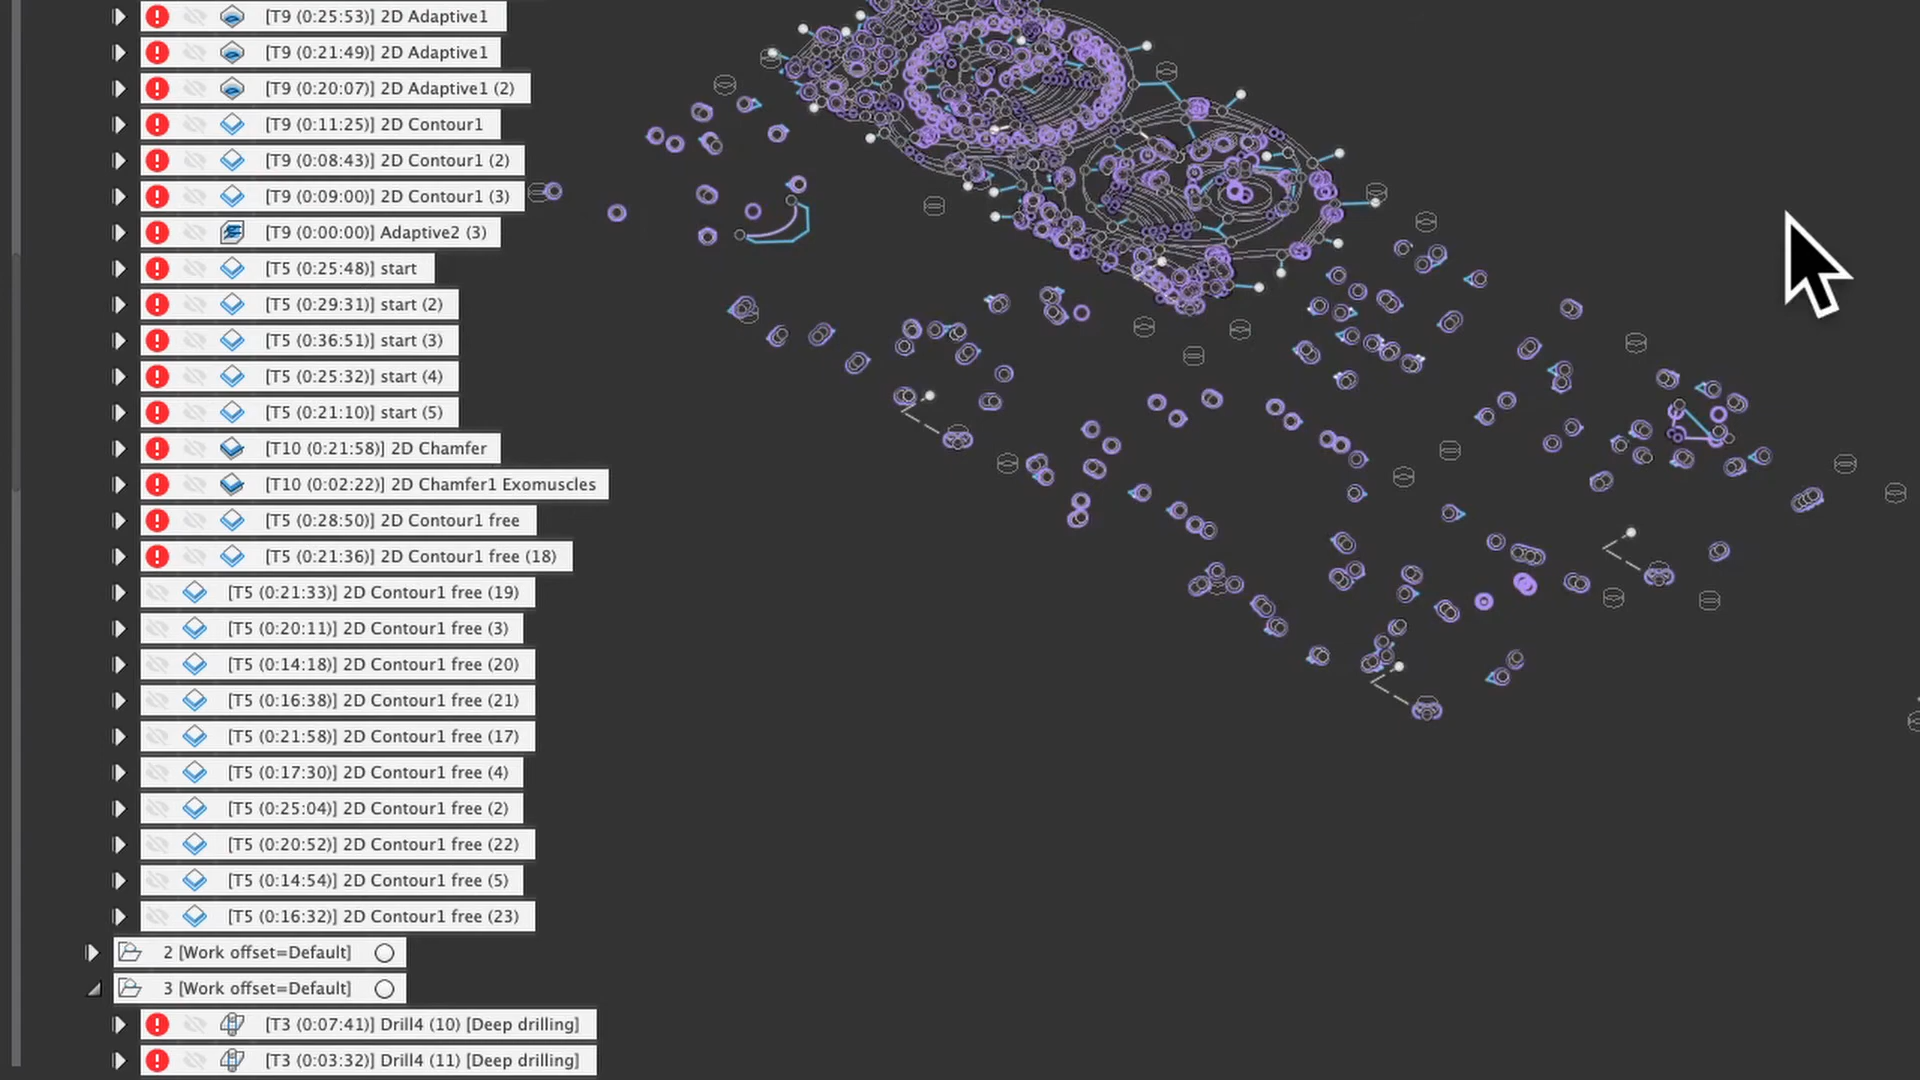 [T9 (0:25:53)] 2D Adaptive1
[T9 (0:21:49)] 2D Adaptive1
[T9 (0:20:07)] 2D Adaptive1 (2)
[T9 (0:11:25)] 2D Contour1
[T9 (0:08:43)] 2D Contour1 (2)
[T9 (0:09:00)] 2D Contour1 (3)
[T9 (0:00:00)] Adaptive2 (3)
[T5 (0:25:48)] start
[T5 (0:29:31)] start (2)
[T5 (0:36:51)] start (3)
[T5 (0:25:32)] start (4)
[T5 (0:21:10)] start (5)
[T10 (0:21:58)] 2D Chamfer
[T10 (0:02:22)] 2D Chamfer1 Exomuscles
[T5 (0:28:50)] 2D Contour1 free
[T5 (0:21:36)] 2D Contour1 free (18)
[T5 (0:21:33)] 2D Contour1 free (19)
[T5 (0:20:11)] 2D Contour1 free (3)
[T5 (0:14:18)] 2D Contour1 free (20)
[T5 (0:16:38)] 2D Contour1 free (21)
[T5 (0:21:58)] 2D Contour1 free (17)
[T5 (0:17:30)] 2D Contour1 free (4)
[T5 (0:25:04)] 2D Contour1 free (2)
[T5 (0:20:52)] 2D Contour1 free (22)
[T5 (0:14:54)] 2D Contour1 free (5)
[T5 (0:16:32)] 2D Contour1 free (23)
2 [Work offset=Default]
3 [Work offset=Default]
[T3 (0:07:41)] Drill4 (10) [Deep drilling]
[T3 (0:03:32)] Drill4 (11) [Deep drilling]